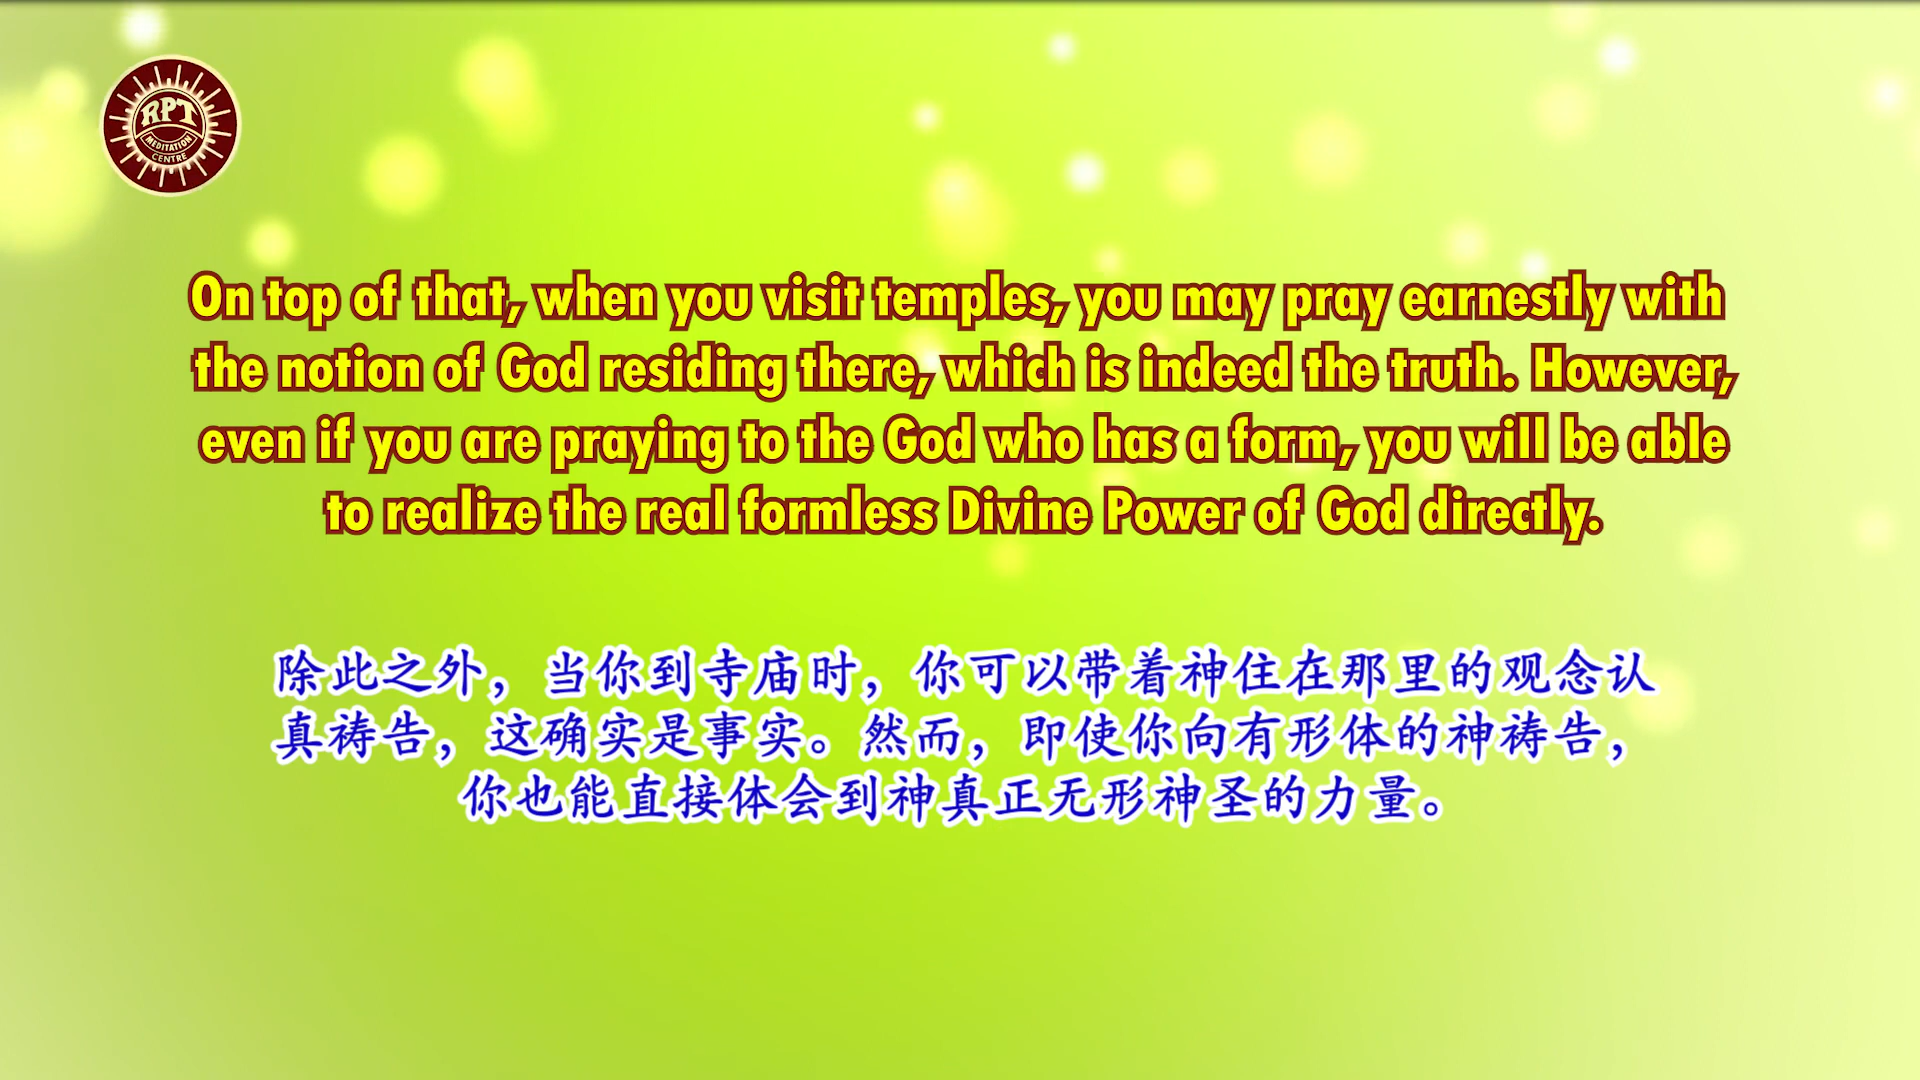 RPT
MEDITATION
CENTRE
On top of that, when you visit temples, you may pray earnestly with
the notion of God residing there, which is indeed the truth. However,
even if you are praying to the God who has a form, you will be able
to realize the real formless Divine Power of God directly.
除此之外，当你到寺庙时，你可以带着神住在那里的观念认
真祷告，这确实是事实。然而，即使你向有形体的神祷告，
你也能直接体会到神真正无形神圣的力量。